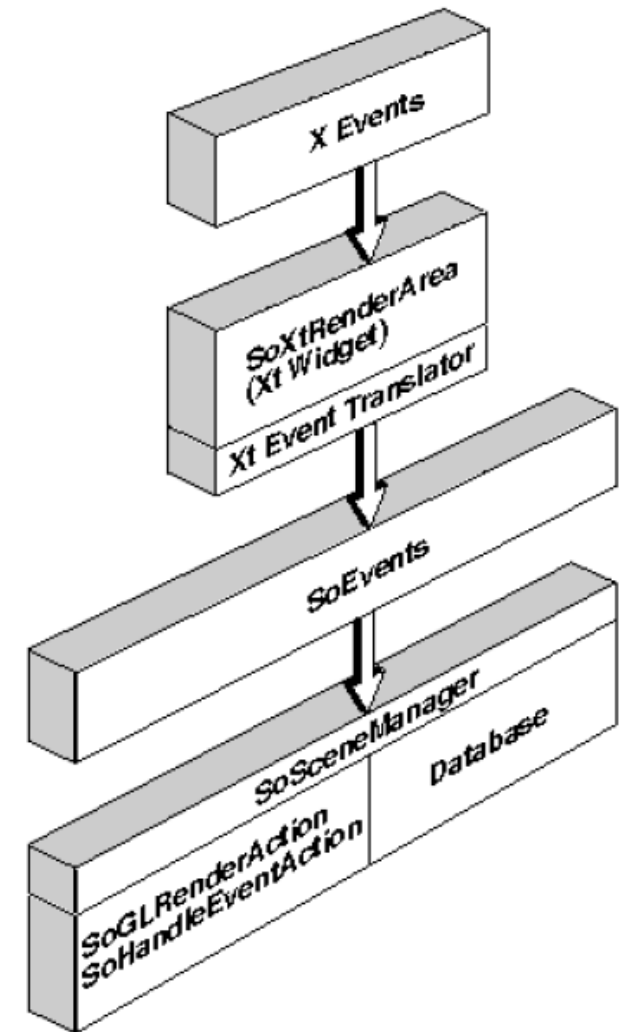 X Events
SoXtRenderArea
(Xt Widget)
Xt Event Translator
SoEvents
SoSceneManager
Database
SoGLRenderAction
SoHandleEventAction